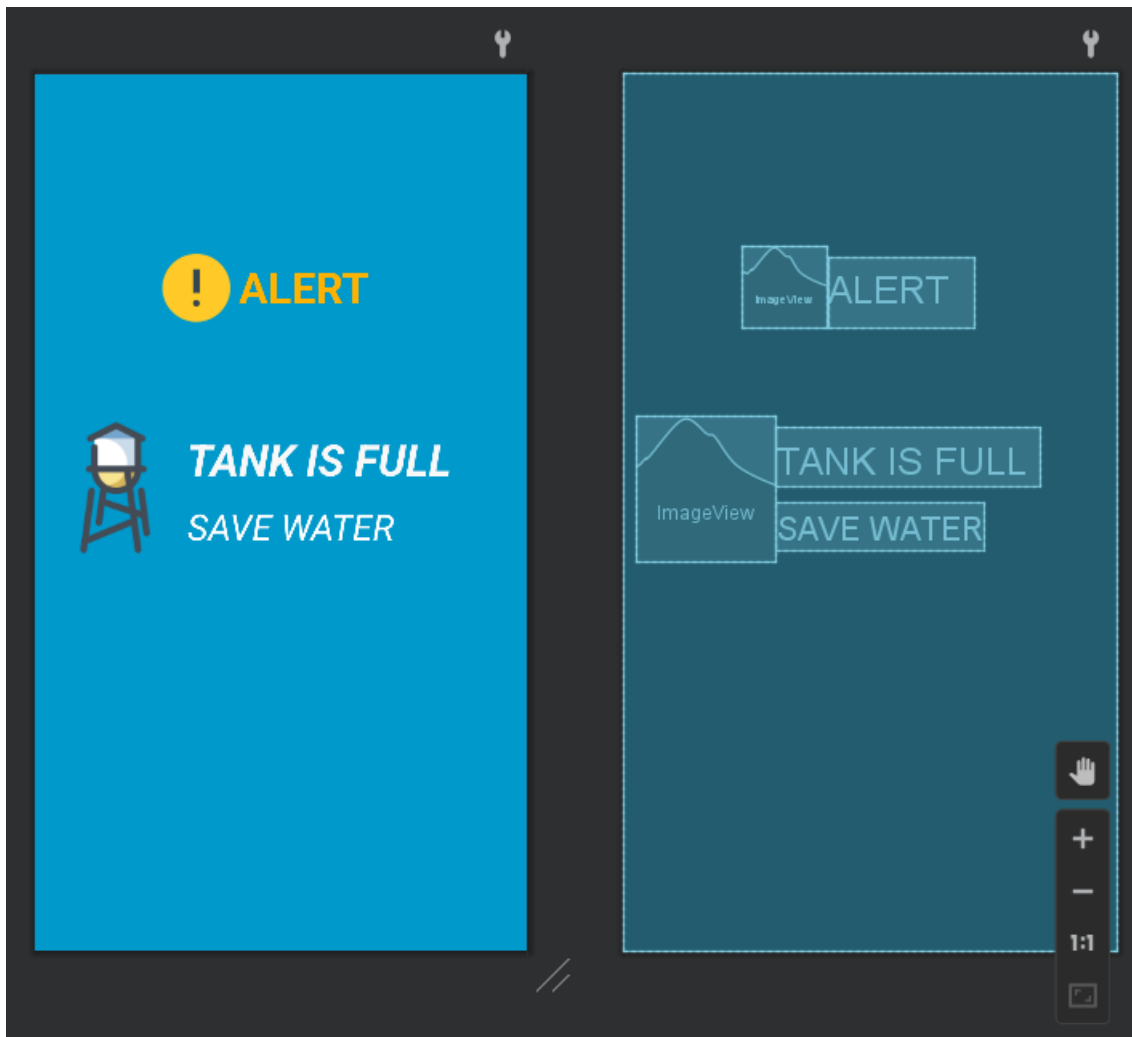 ! ALERT
TANK IS FULL
SAVE WATER
ImageView ALERT
TANK IS FULL
ImageView
SAVE WATER
1:1